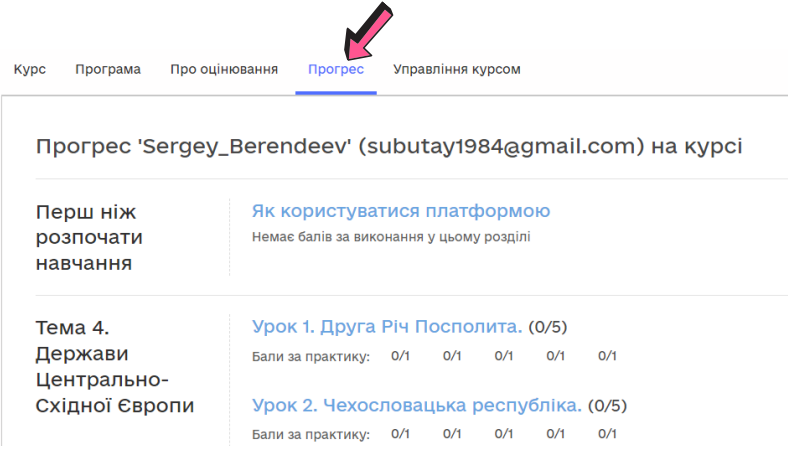 Курс Програма Про оцінювання Прогрес Управління курсом
Прогрес 'Sergey_Berendeev' (subutay1984@gmail.com) на курсі
Перш ніж
розпочати
навчання
Як користуватися платформою
Немає балів за виконання у цьому розділі
Тема 4.
Держави
Центрально-
Східної Європи
Урок 1. Друга Річ Посполита. (0/5)
Бали за практику: 0/1 0/1 0/1 0/1 0/1
Урок 2. Чехословацька республіка. (0/5)
Бали за практику: 0/1 0/1 0/1 0/1 0/1